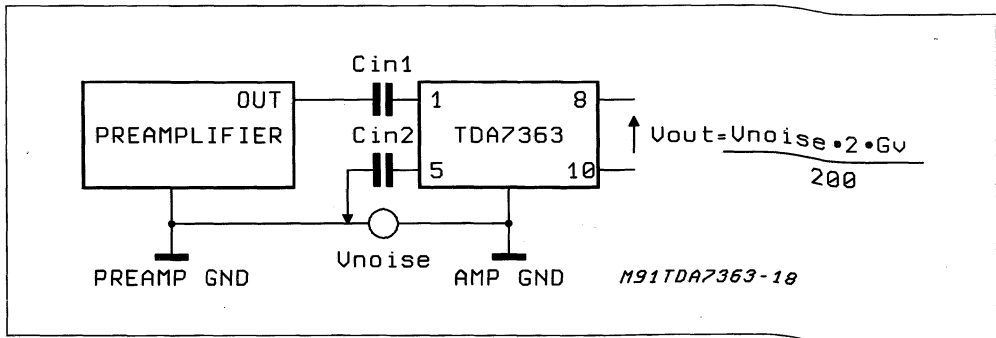 Cin1
OUT
1
8
PREAMPLIFIER
Cin2
TDA7363
Vout=Vnoise•2•Gv
200
5
10
Vnoise
PREAMP GND
AMP GND
M91TDA7363-18